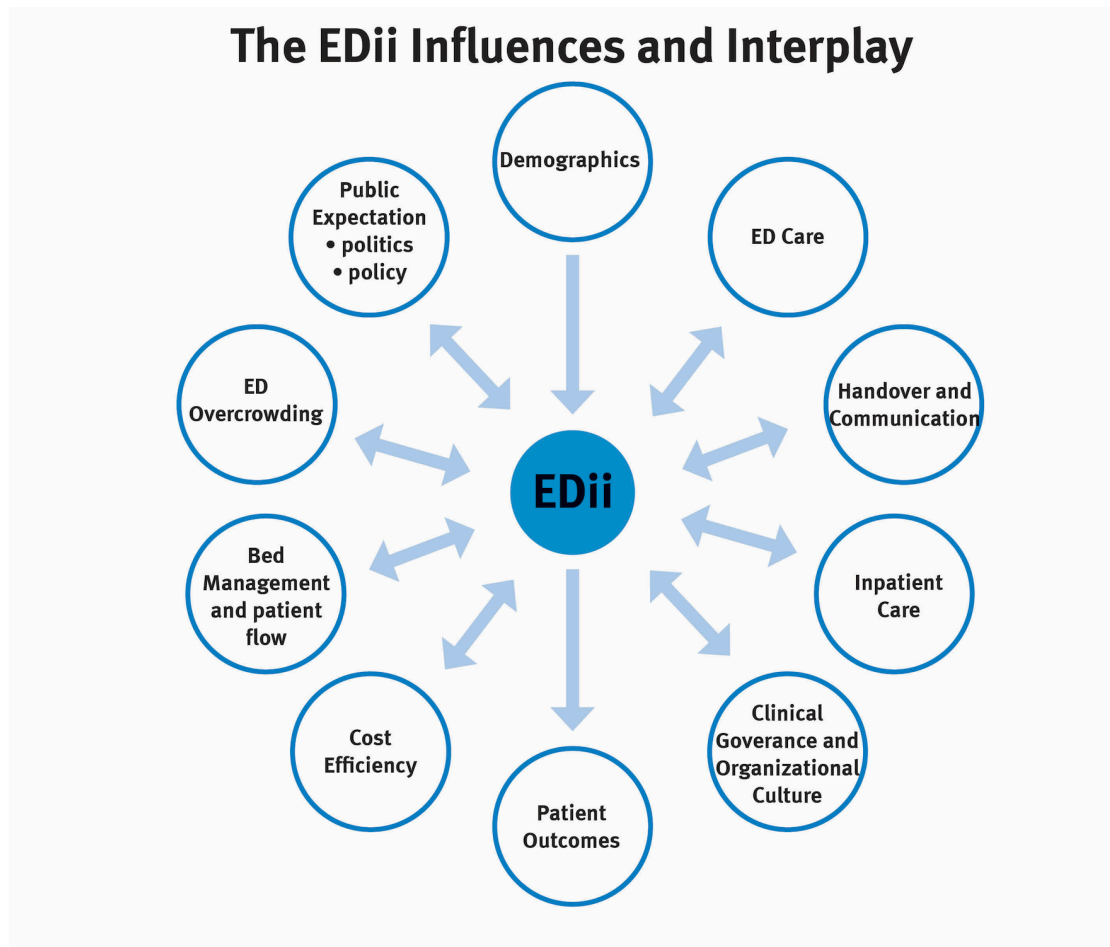 The EDii Influences and Interplay
Demographics
Public
Expectation
• politics
• policy
ED Care
ED
Overcrowding
Handover and
Communication
EDii
Bed
Management
and patient
flow
Inpatient
Care
Cost
Efficiency
Clinical
Goverance and
Organizational
Culture
Patient
Outcomes